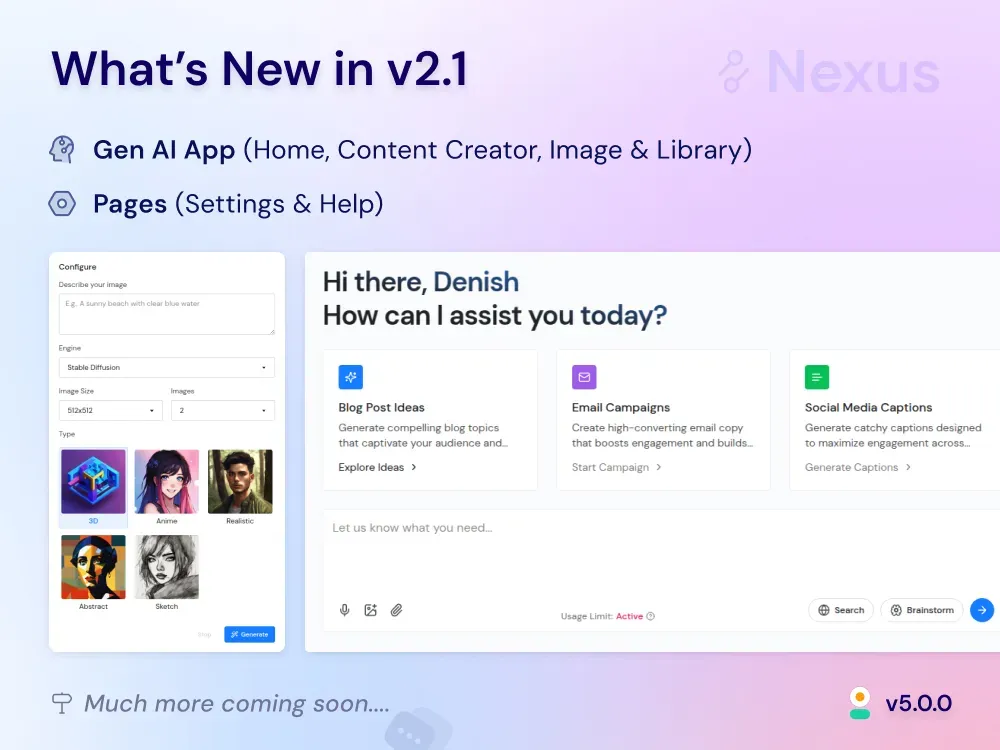 What's New in v2.1
Nexus
Gen AI App (Home, Content Creator, Image & Library)
Pages (Settings & Help)
Configure
Describe your image
E.g. A sunny beach with clear blue water
Engine
Stable Diffusion
Image Size
Images
512x512
2
Type
3D
Anime
Realistic
Abstract
Sketch
Stop
Generate
Hi there, Denish
How can I assist you today?
Blog Post Ideas
Generate compelling blog topics
that captivate your audience and...
Explore Ideas
Email Campaigns
Create high-converting email copy
that boosts engagement and builds...
Start Campaign
Social Media Captions
Generate catchy captions designed
to maximize engagement across...
Generate Captions
Let us know what you need...
Usage Limit: Active
Search
Brainstorm
Much more coming soon....
v5.0.0